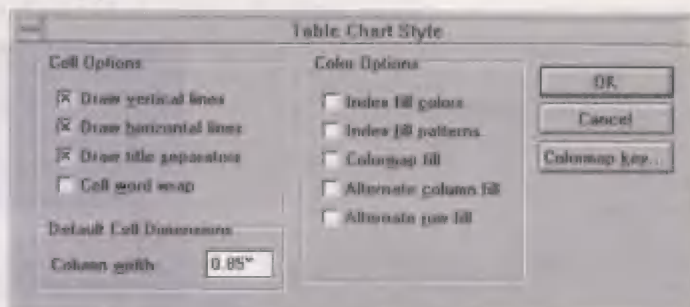 Table Chart Style
Cell Options
Draw vertical lines
Draw horizontal lines
Draw title separators
Cell word wrap
Default Cell Dimensions
Column width: 0.85"
Color Options
Index fill colors
Index fill patterns
Colormap fill
Alternate column fill
Alternate row fill
OK
Cancel
Colormap key...